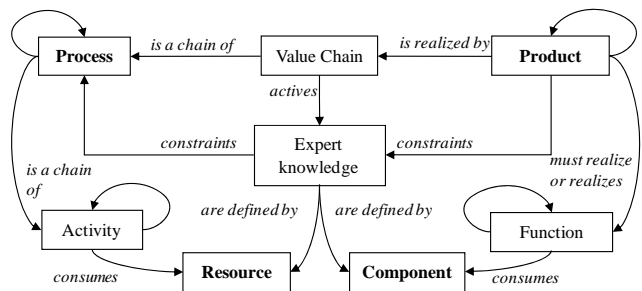 is a chain of
is realized by
Process
Value Chain
Product
actives
constraints
Expert
knowledge
constraints
is a chain
of
must realize
or realizes
are defined by
are defined by
Activity
Function
consumes
Resource
Component
consumes